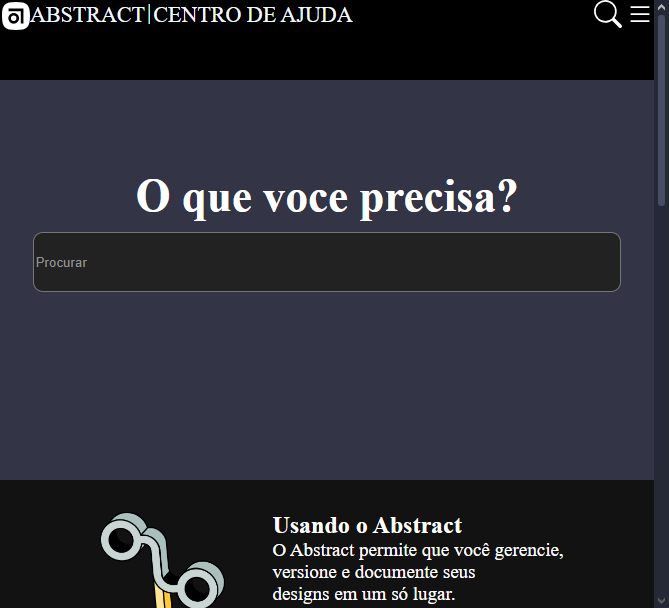 ABSTRACT|CENTRO DE AJUDA
O que voce precisa?
Procurar
Usando o Abstract
O Abstract permite que você gerencie,
versione e documente seus
designs em um só lugar.